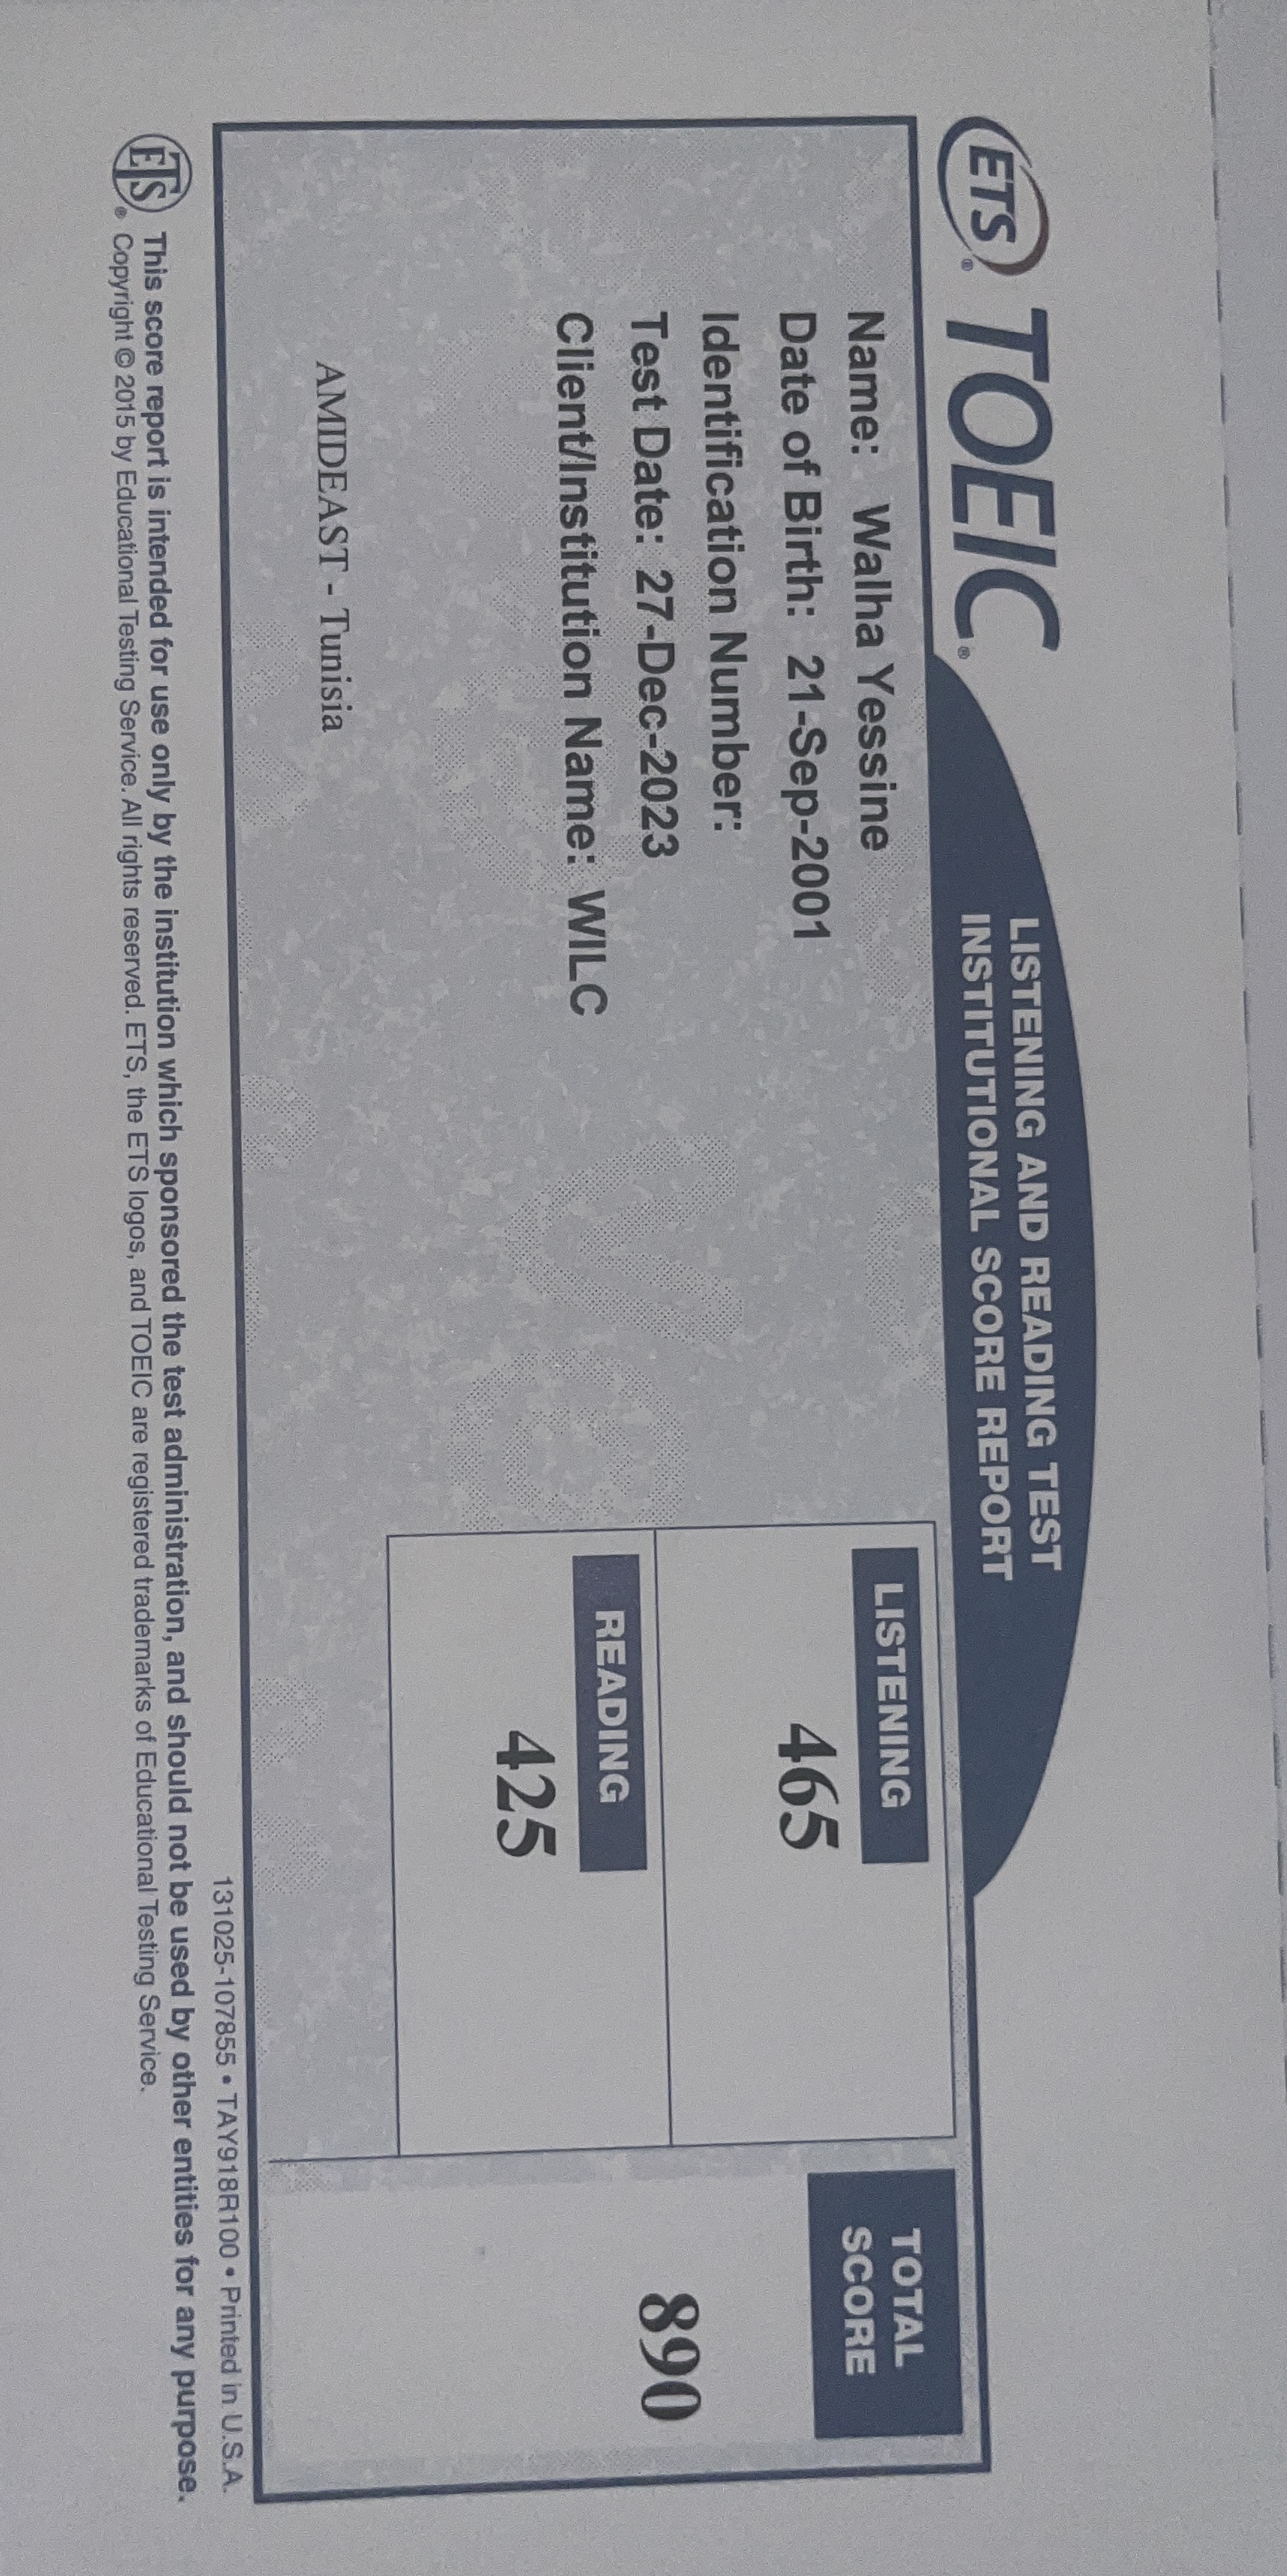 ETS® TOEIC®
LISTENING AND READING TEST
INSTITUTIONAL SCORE REPORT
Name: Walha Yessine
Date of Birth: 21-Sep-2001
Identification Number:
Test Date: 27-Dec-2023
Client/Institution Name: WILC
AMIDEAST - Tunisia
LISTENING
465
READING
425
TOTAL
SCORE
890
131025-107855 • TAY918R100 • Printed in U.S.A.
ETS® This score report is intended for use only by the institution which sponsored the test administration, and should not be used by other entities for any purpose.
Copyright © 2015 by Educational Testing Service. All rights reserved. ETS, the ETS logos, and TOEIC are registered trademarks of Educational Testing Service.